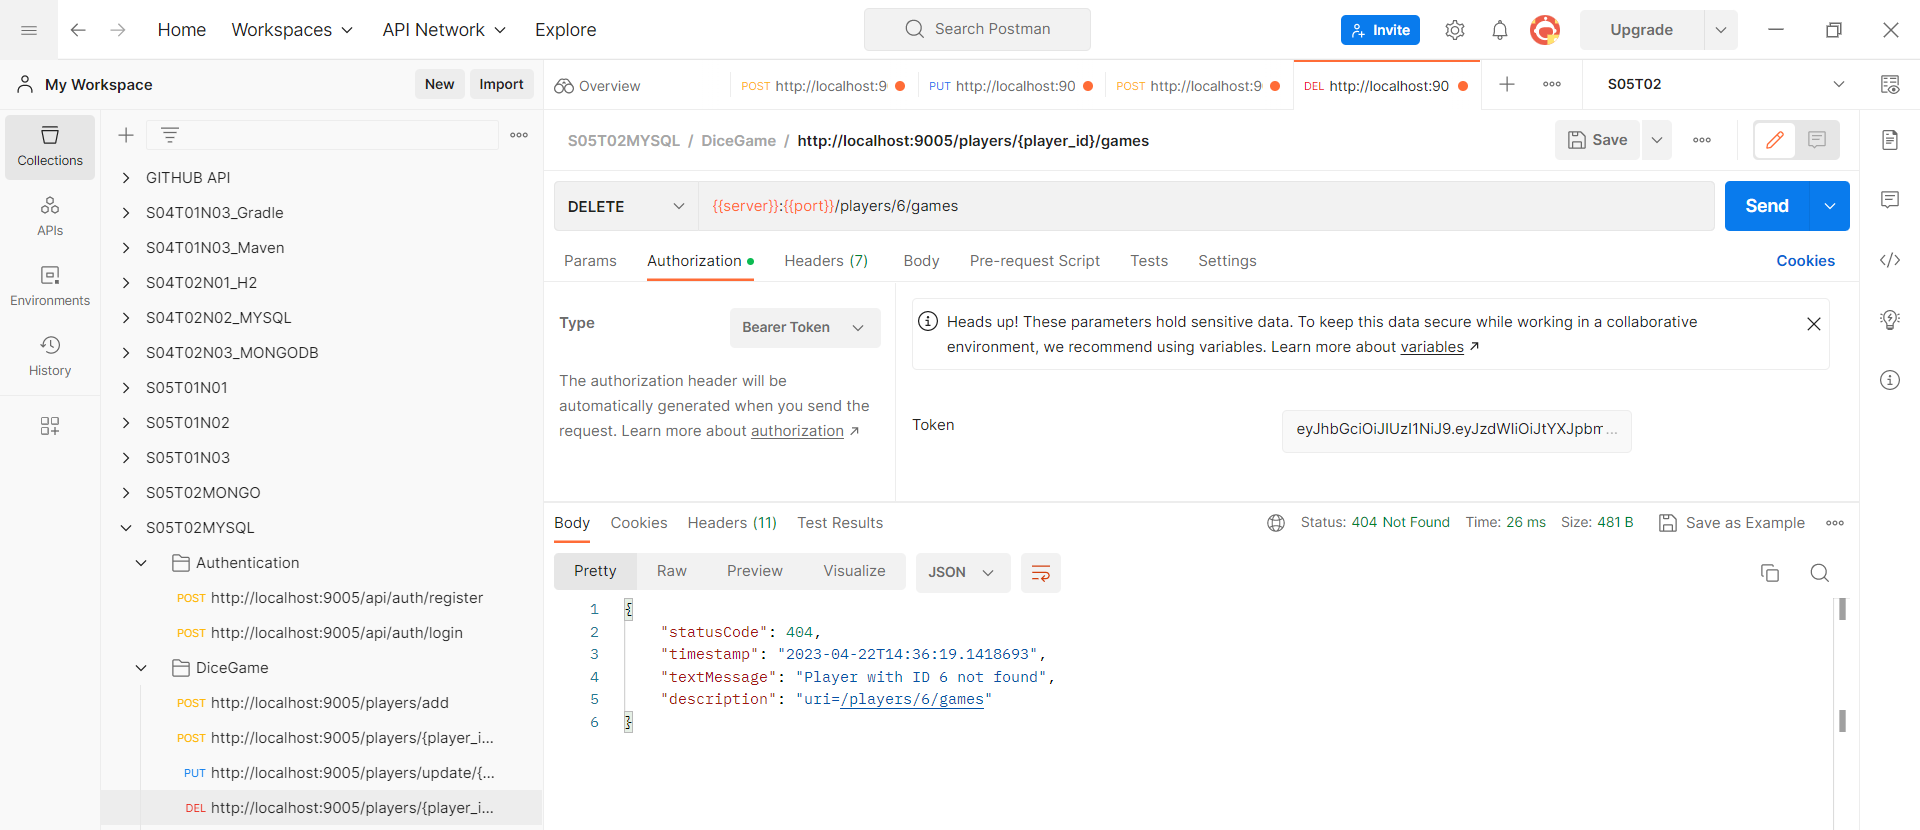 Home Workspaces API Network Explore Search Postman Invite Upgrade
My Workspace New Import
Overview POST http://localhost:9 PUT http://localhost:90 POST http://localhost:9 DEL http://localhost:90 S05T02
Collections
APIs
Environments
History
GITHUB API
S04T01N03_Gradle
S04T01N03_Maven
S04T02N01_H2
S04T02N02_MYSQL
S04T02N03_MONGODB
S05T01N01
S05T01N02
S05T01N03
S05T02MONGO
S05T02MYSQL
Authentication
POST http://localhost:9005/api/auth/register
POST http://localhost:9005/api/auth/login
DiceGame
POST http://localhost:9005/players/add
POST http://localhost:9005/players/{player_i...
PUT http://localhost:9005/players/update/{...
DEL http://localhost:9005/players/{player_i...
S05T02MYSQL / DiceGame / http://localhost:9005/players/{player_id}/games Save
DELETE {{server}}:{{port}}/players/6/games Send
Params Authorization Headers (7) Body Pre-request Script Tests Settings Cookies
Type Bearer Token
The authorization header will be
automatically generated when you send the
request. Learn more about authorization ↗
Heads up! These parameters hold sensitive data. To keep this data secure while working in a collaborative
environment, we recommend using variables. Learn more about variables ↗
Token eyJhbGciOiJIUzI1NiJ9.eyJzdWIiOiJtYXJpbm...
Body Cookies Headers (11) Test Results Status: 404 Not Found Time: 26 ms Size: 481 B Save as Example
Pretty Raw Preview Visualize JSON
1 {
2 "statusCode": 404,
3 "timestamp": "2023-04-22T14:36:19.1418693",
4 "textMessage": "Player with ID 6 not found",
5 "description": "uri=/players/6/games"
6 }